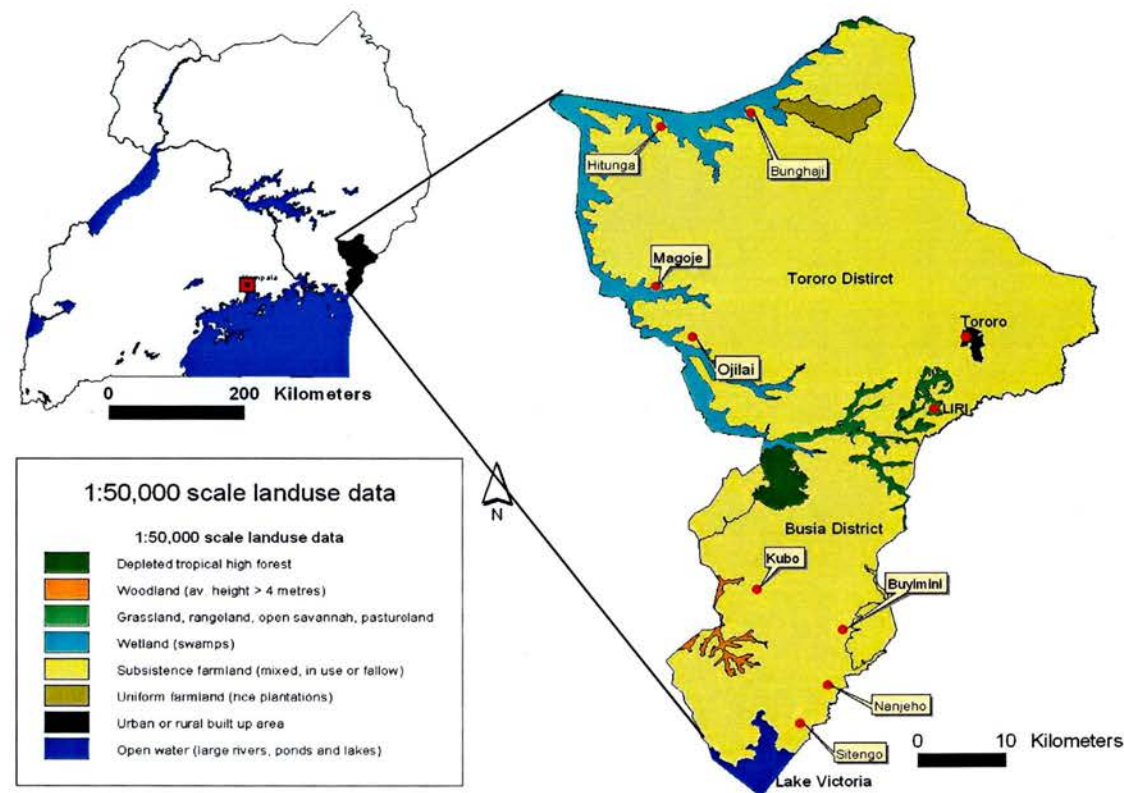 0 200 Kilometers
1:50,000 scale landuse data
1:50,000 scale landuse data
Depleted tropical high forest
Woodland (av. height > 4 metres)
Grassland, rangeland, open savannah, pastureland
Wetland (swamps)
Subsistence farmland (mixed, in use or fallow)
Uniform farmland (rice plantations)
Urban or rural built up area
Open water (large rivers, ponds and lakes)
N
Hitunga
Bunghaji
Magoje
Tororo Distirct
Tororo
Ojilai
LIRI
Busia District
Kubo
Buyimini
Nanjeho
Sitengo
Lake Victoria
0 10 Kilometers